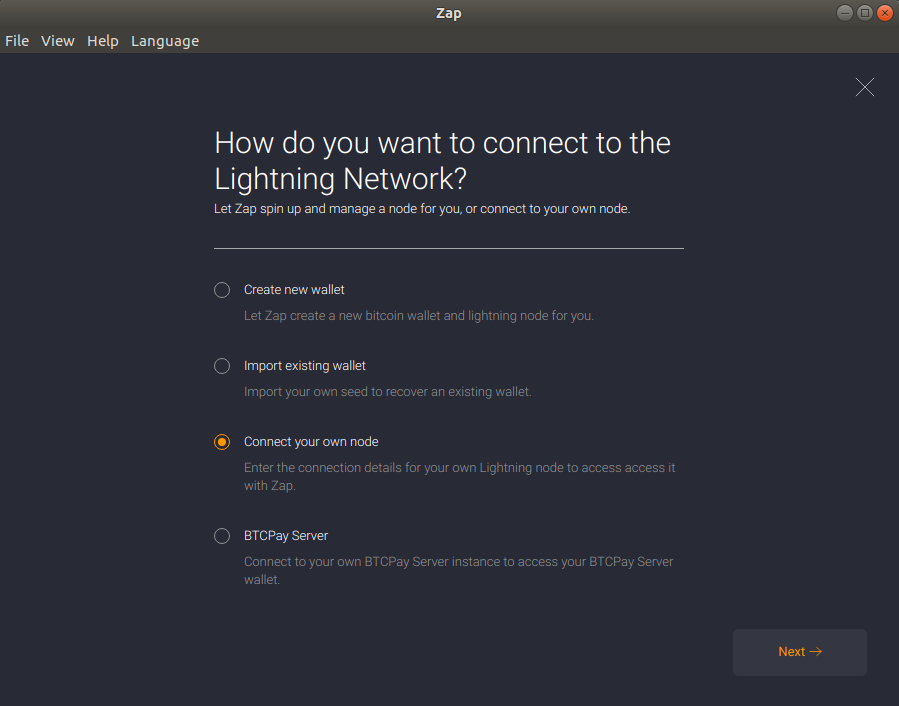 Zap
File View Help Language
How do you want to connect to the
Lightning Network?
Let Zap spin up and manage a node for you, or connect to your own node.
Create new wallet
Let Zap create a new bitcoin wallet and lightning node for you.
Import existing wallet
Import your own seed to recover an existing wallet.
Connect your own node
Enter the connection details for your own Lightning node to access access it
with Zap.
BTCPay Server
Connect to your own BTCPay Server instance to access your BTCPay Server
wallet.
Next →